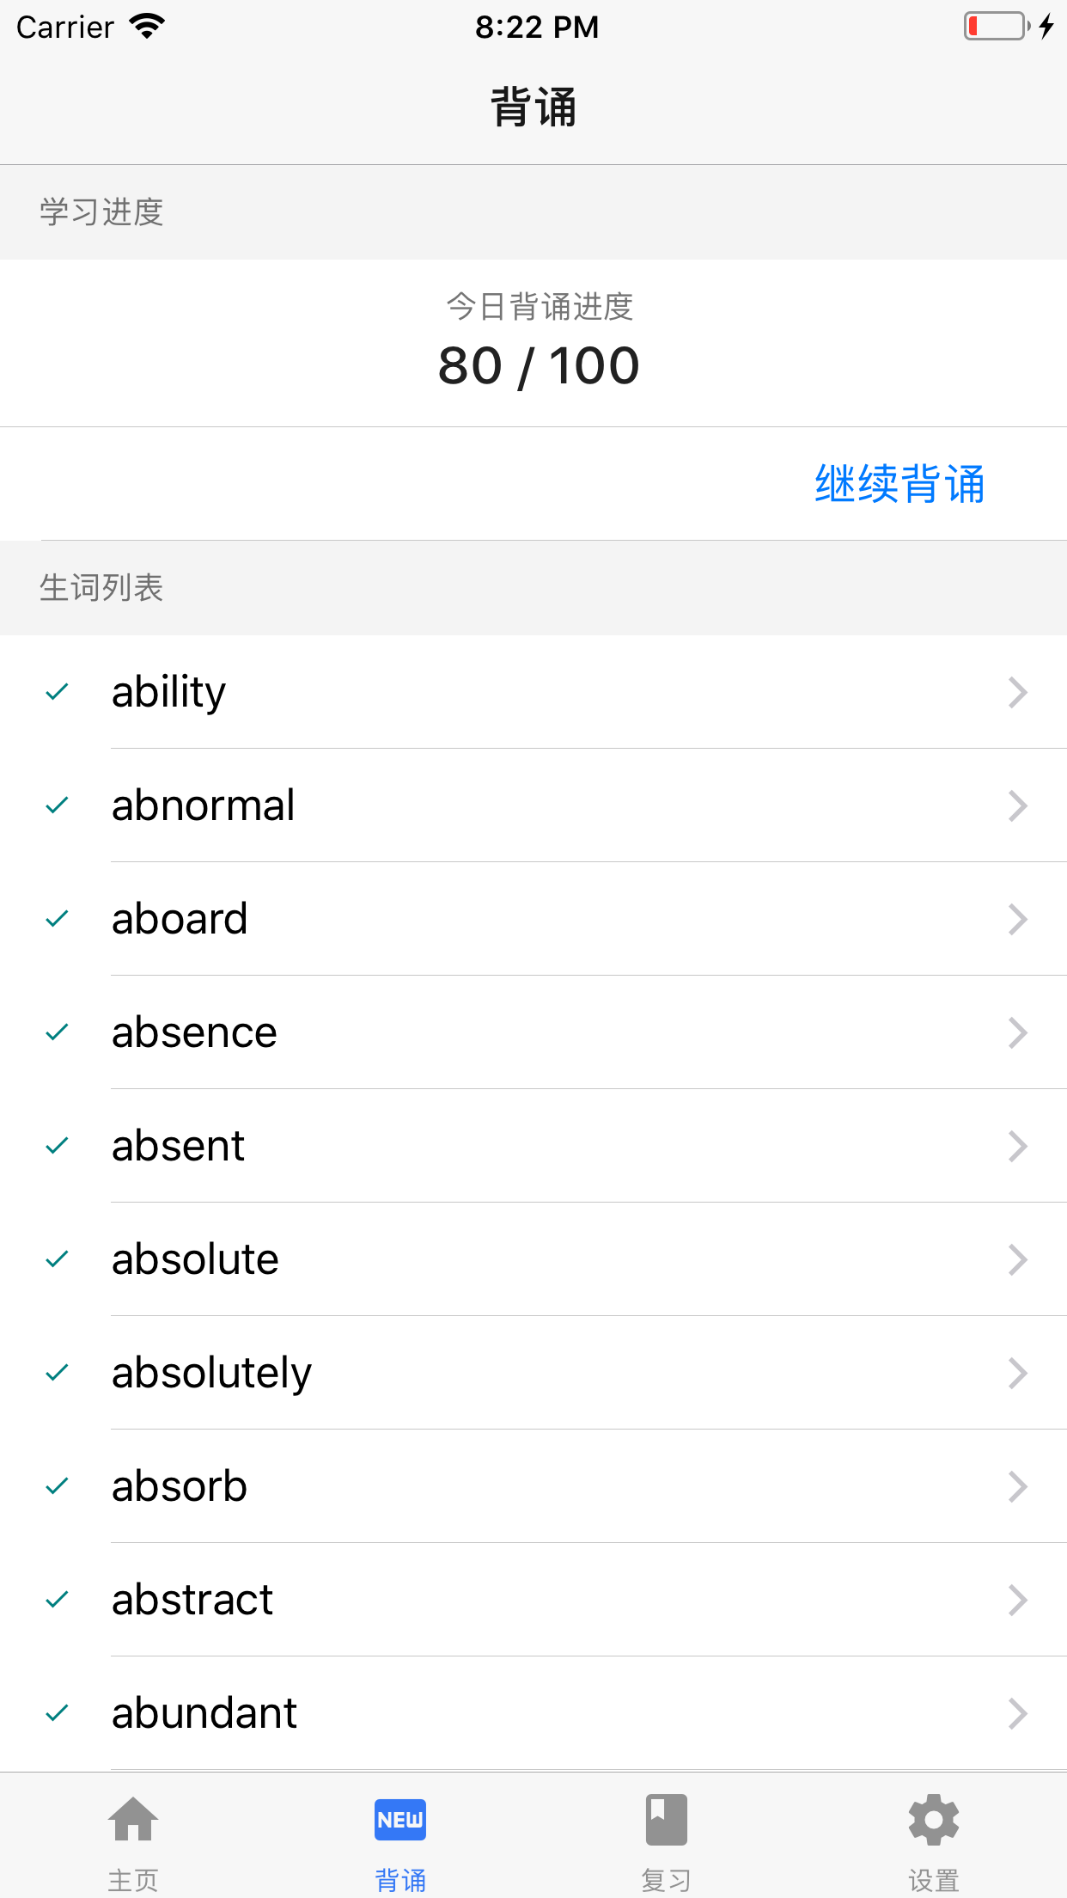 Carrier 8:22 PM
背诵
学习进度
今日背诵进度
80 / 100
继续背诵
生词列表
ability
abnormal
aboard
absence
absent
absolute
absolutely
absorb
abstract
abundant
NEW
主页 背诵 复习 设置